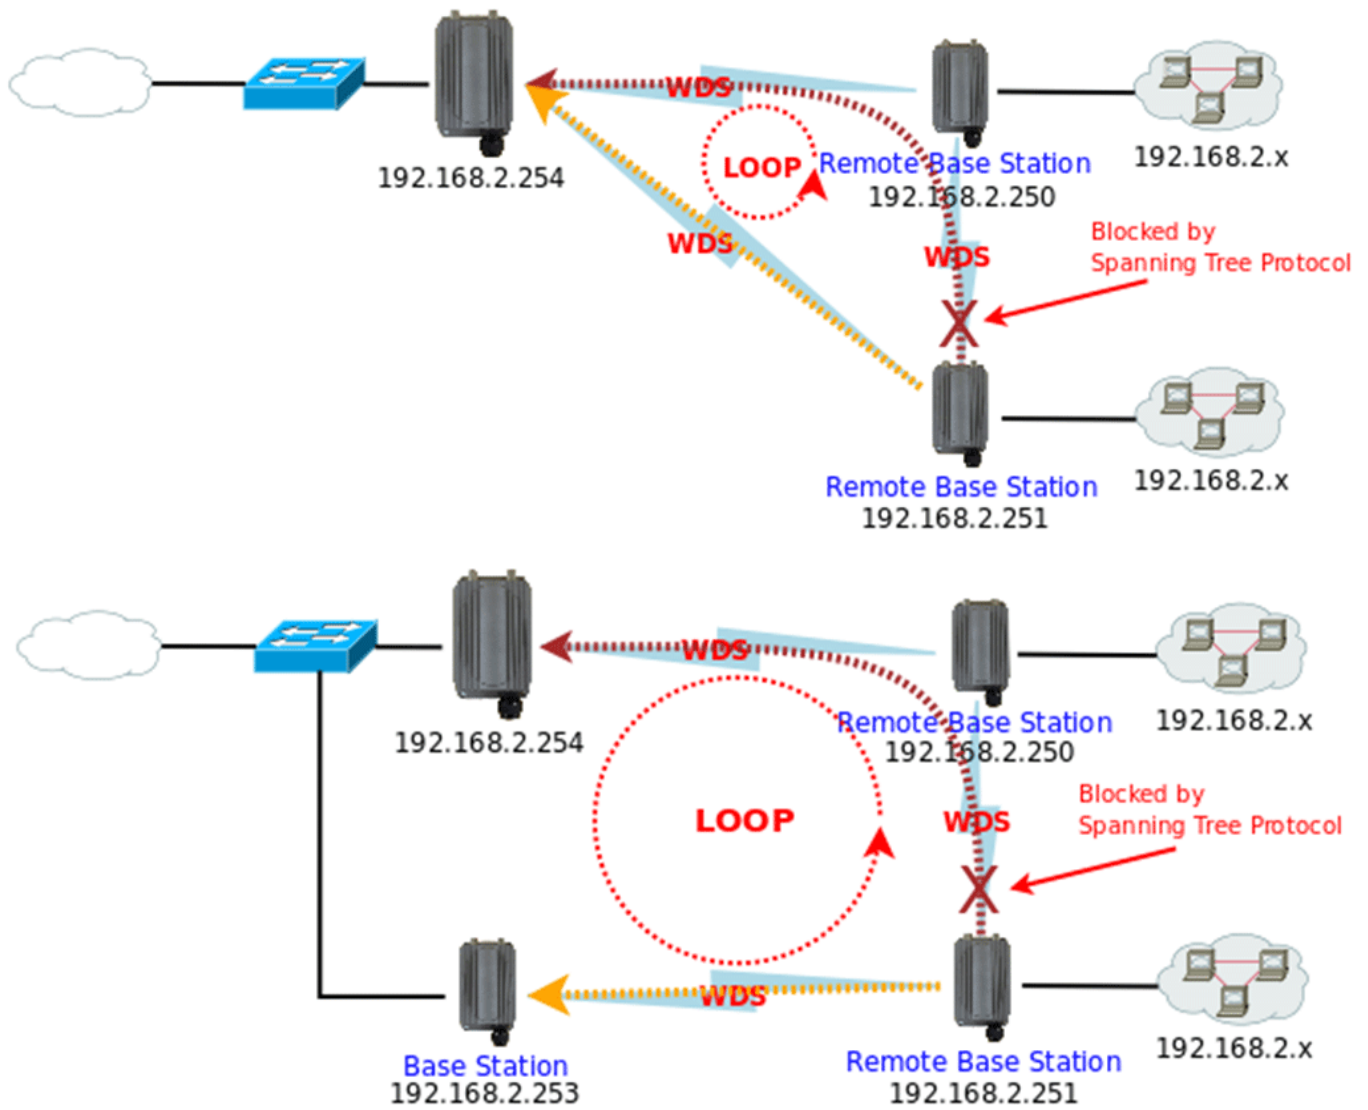 WDS
192.168.2.254
LOOP
Remote Base Station
192.168.2.250
192.168.2.x
WDS
WDS
Blocked by
Spanning Tree Protocol
X
Remote Base Station
192.168.2.251
192.168.2.x
WDS
192.168.2.254
Remote Base Station
192.168.2.250
192.168.2.x
LOOP
WDS
Blocked by
Spanning Tree Protocol
X
WDS
Base Station
192.168.2.253
Remote Base Station
192.168.2.251
192.168.2.x